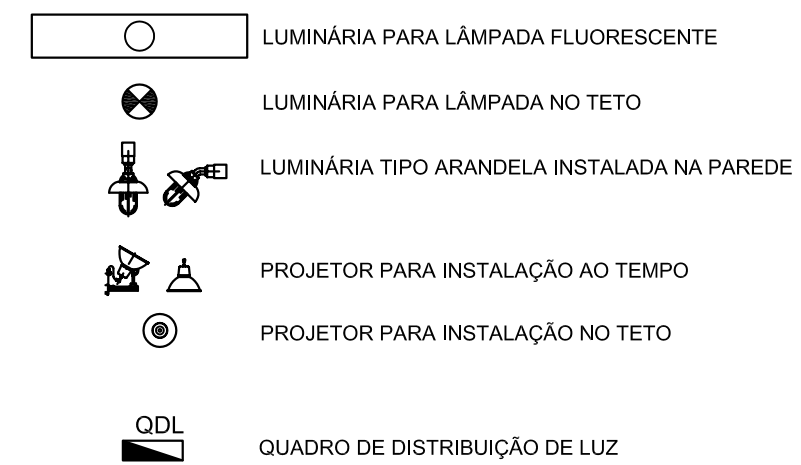 LUMINÁRIA PARA LÂMPADA FLUORESCENTE
LUMINÁRIA PARA LÂMPADA NO TETO
LUMINÁRIA TIPO ARANDELA INSTALADA NA PAREDE
PROJETOR PARA INSTALAÇÃO AO TEMPO
PROJETOR PARA INSTALAÇÃO NO TETO
QDL
QUADRO DE DISTRIBUIÇÃO DE LUZ